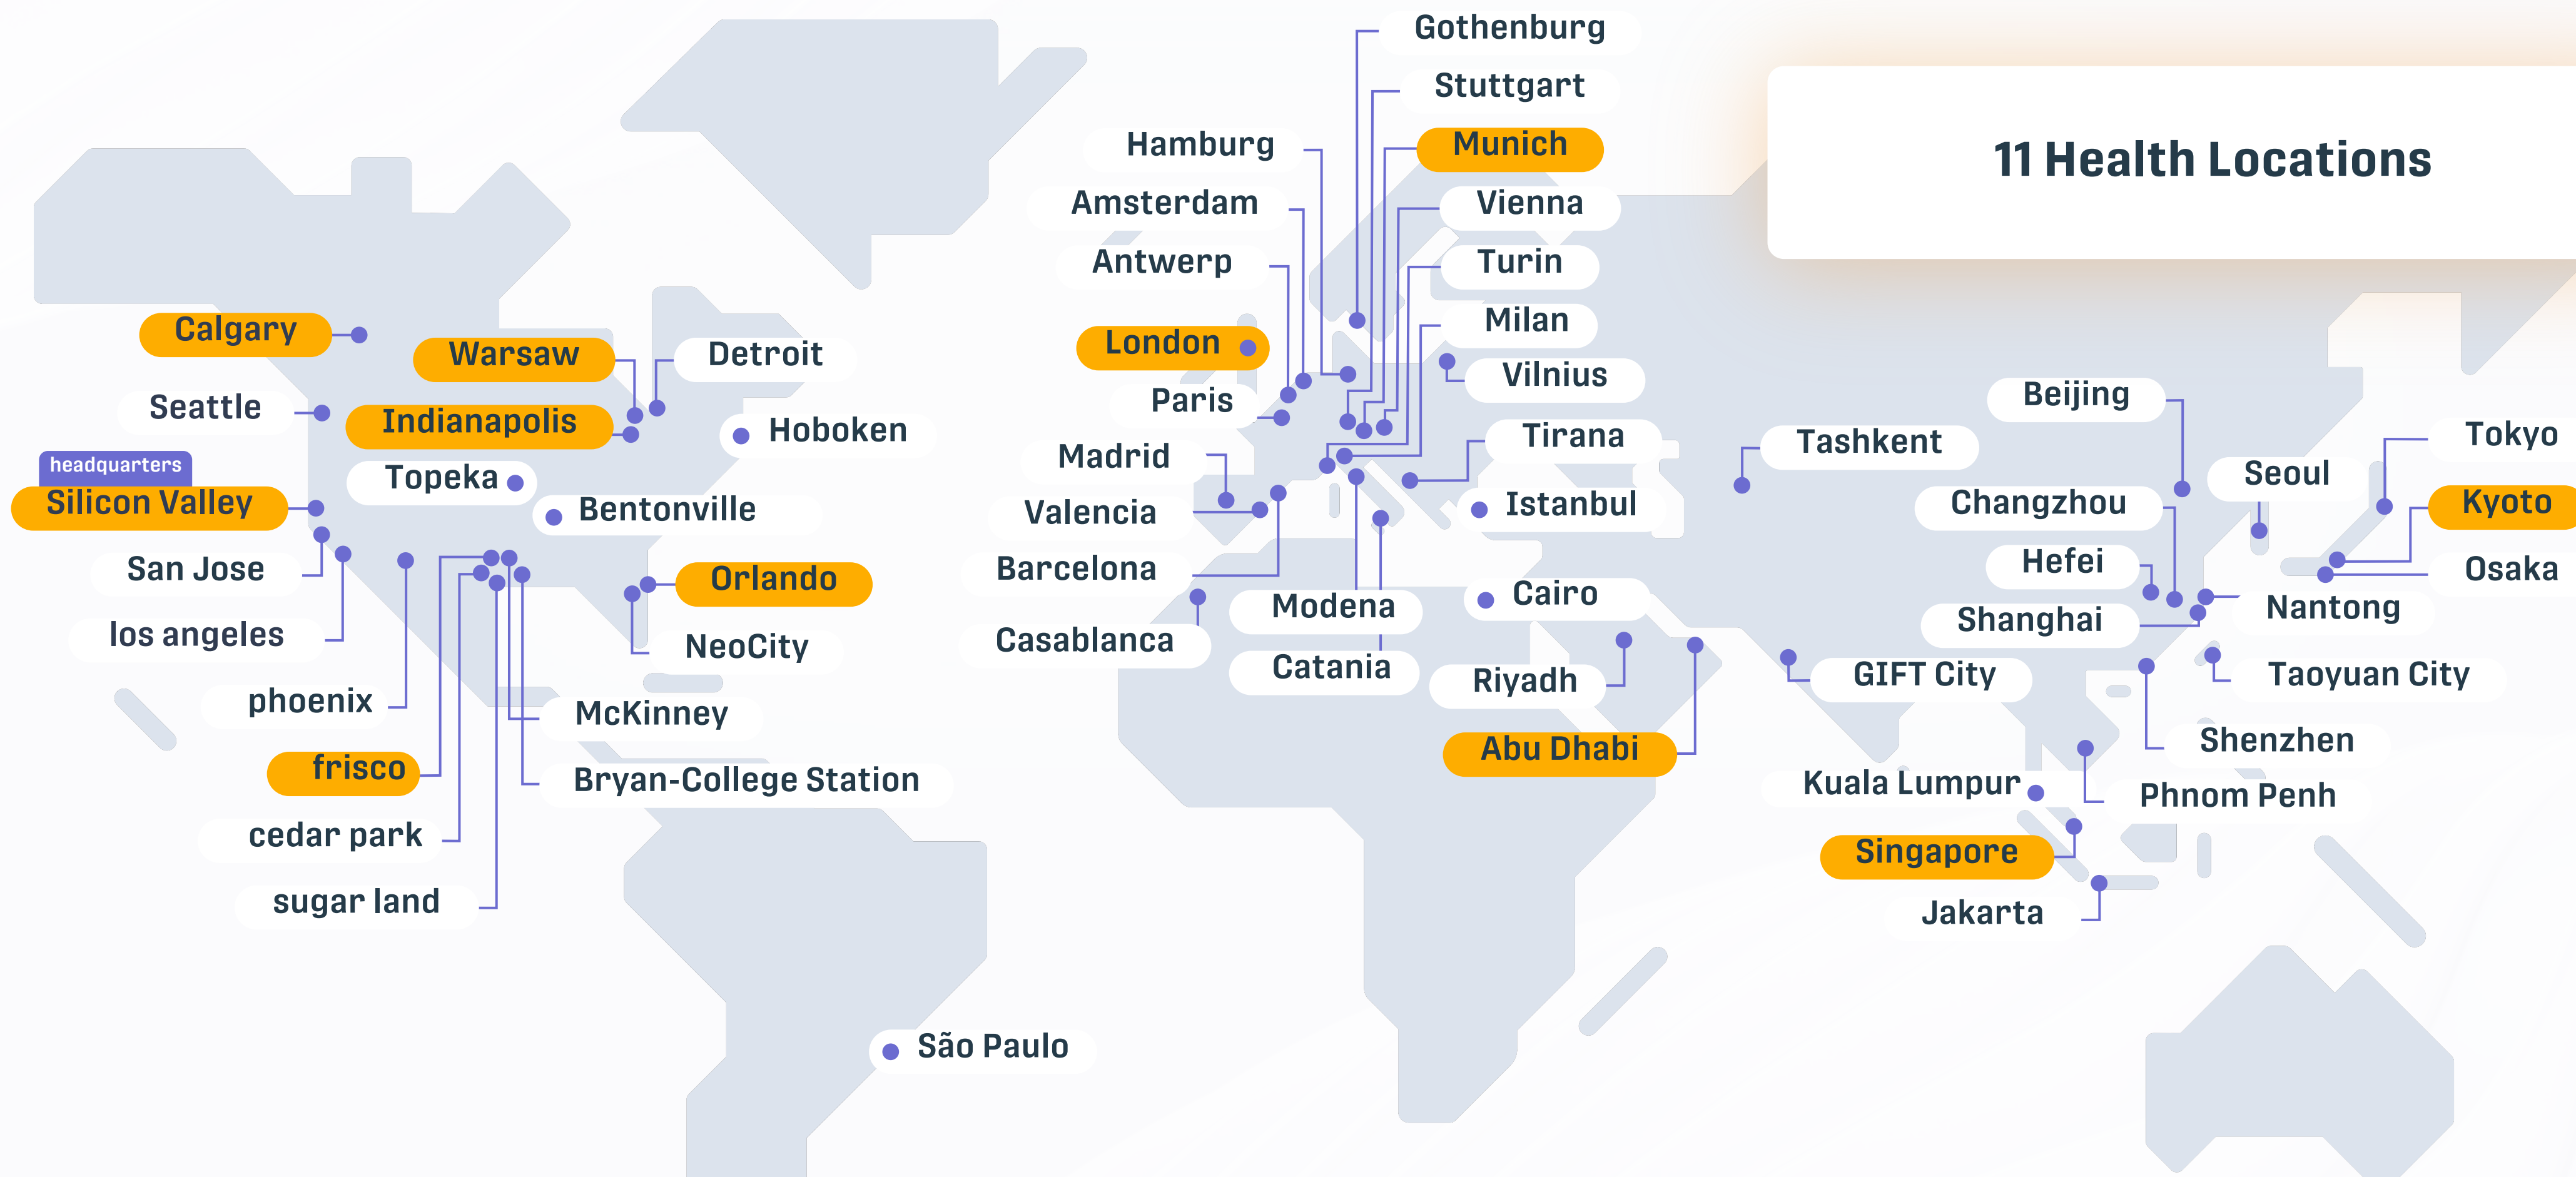 Gothenburg
Stuttgart
Hamburg
Munich
11 Health Locations
Amsterdam
Vienna
Antwerp
Turin
Calgary
Warsaw
Detroit
London
Milan
Seattle
Indianapolis
Hoboken
Paris
Vilnius
Beijing
headquarters
Silicon Valley
Topeka
Bentonville
Madrid
Tirana
Tashkent
Seoul
Tokyo
Valencia
Istanbul
Changzhou
Kyoto
San Jose
Orlando
Barcelona
Cairo
Hefei
Osaka
los angeles
NeoCity
Casablanca
Modena
Shanghai
Nantong
phoenix
McKinney
Catania
Riyadh
GIFT City
Taoyuan City
frisco
Bryan-College Station
Abu Dhabi
Kuala Lumpur
Shenzhen
Phnom Penh
cedar park
Singapore
sugar land
Jakarta
São Paulo